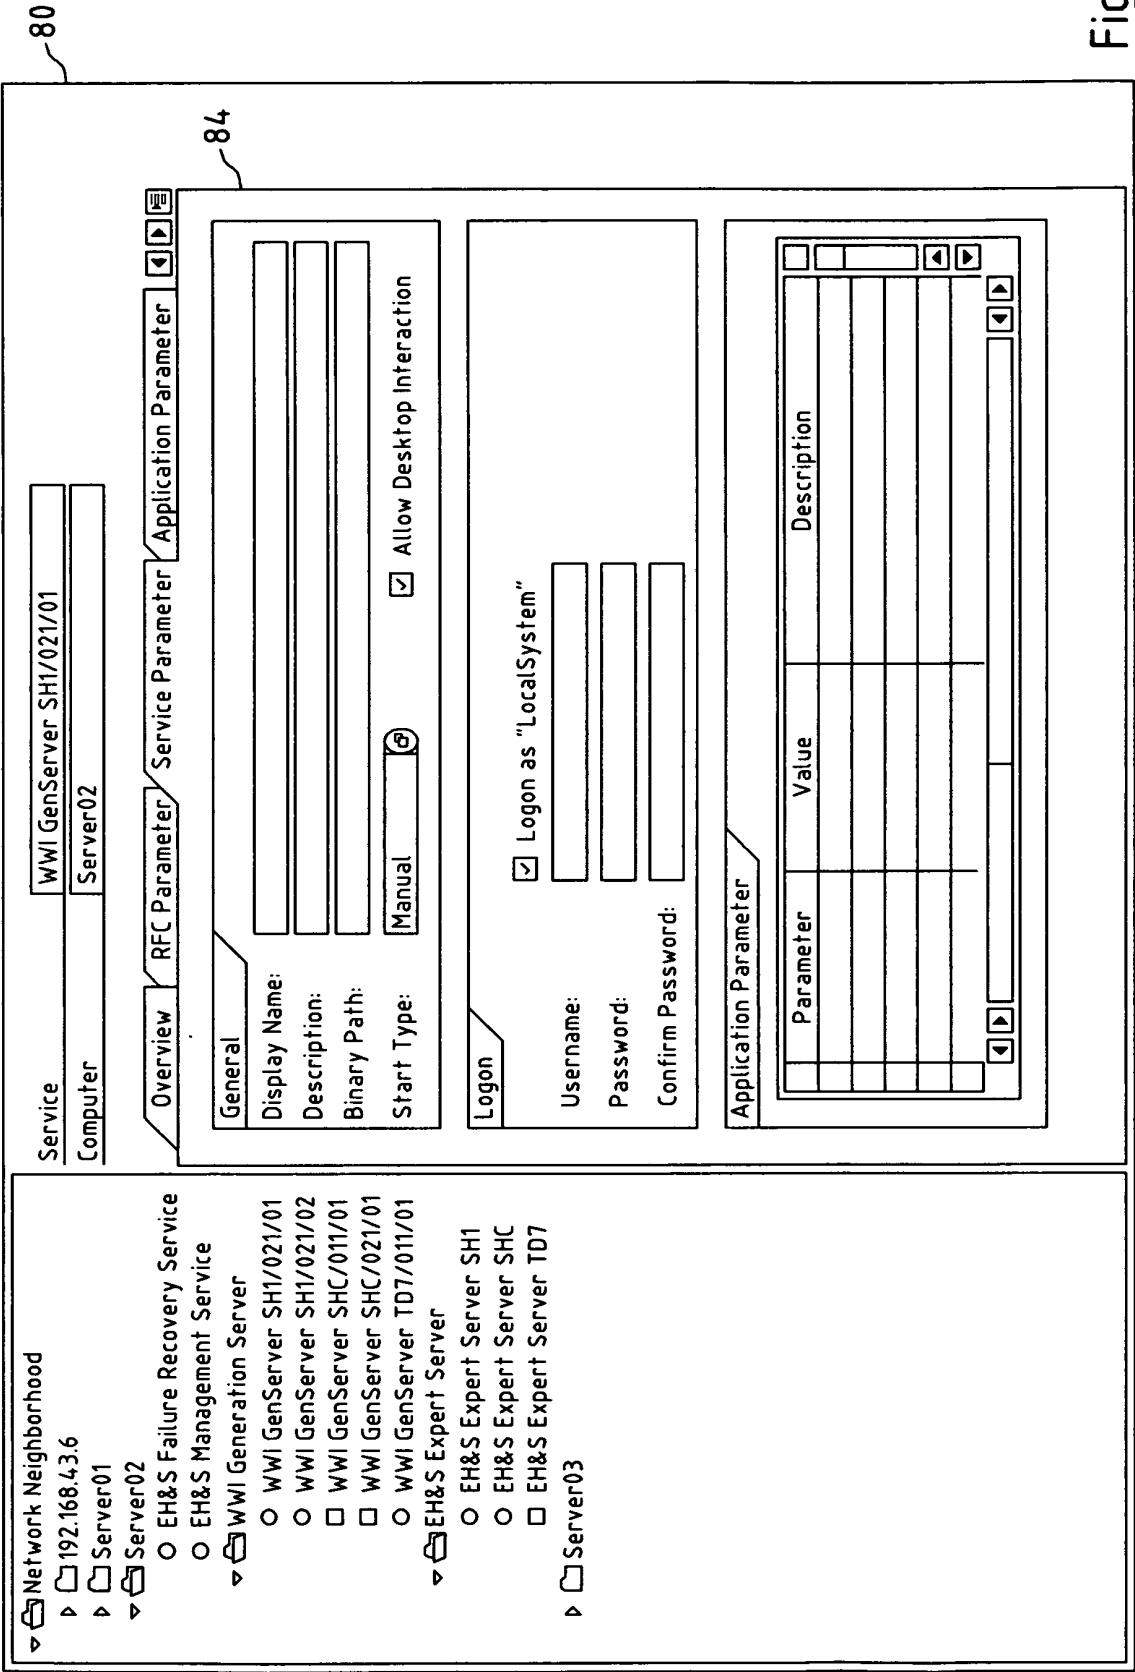 80
Network Neighborhood
192.168.43.6
Server01
Server02
EH&S Failure Recovery Service
EH&S Management Service
WWI Generation Server
WWI GenServer SH1/021/01
WWI GenServer SH1/021/02
WWI GenServer SHC/011/01
WWI GenServer SHC/021/01
WWI GenServer TD7/011/01
EH&S Expert Server
EH&S Expert Server SH1
EH&S Expert Server SHC
EH&S Expert Server TD7
Server03
Service WWI GenServer SH1/021/01
Computer Server02
Overview RFC Parameter Service Parameter Application Parameter
84
General
Display Name:
Description:
Binary Path:
Start Type: Manual Allow Desktop Interaction
Logon
Logon as "LocalSystem"
Username:
Password:
Confirm Password:
Application Parameter
Parameter Value Description